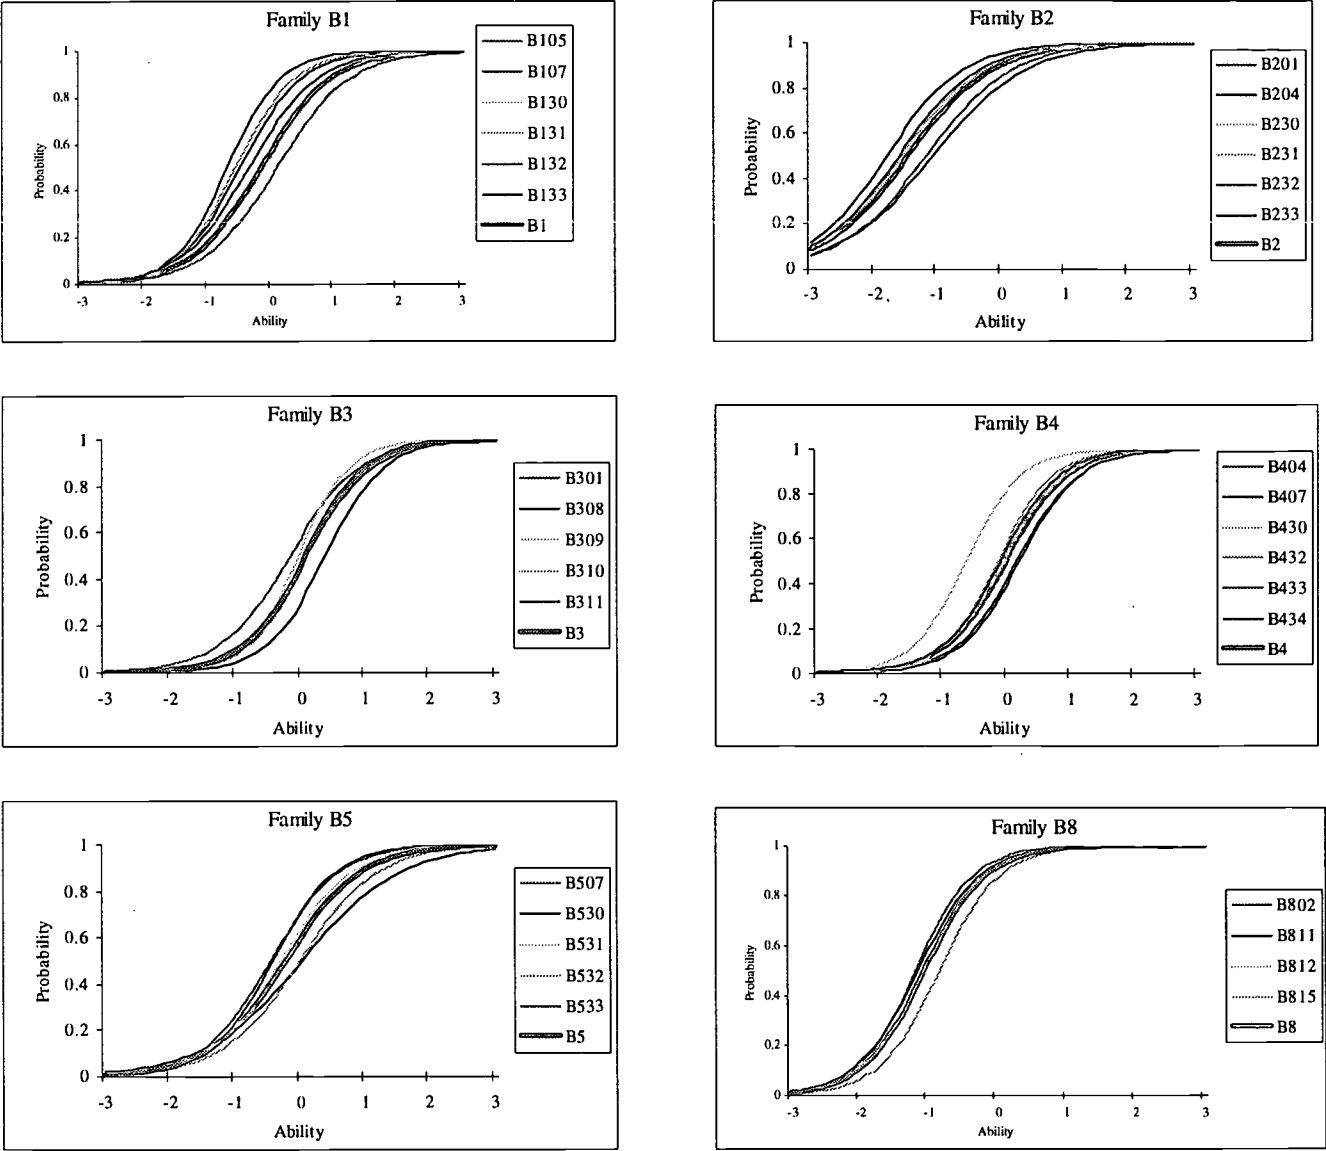 Family B1
1
0.8
0.6
0.4
0.2
0
Probability
-3 -2 -1 0 1 2 3
Ability
B105
B107
B130
B131
B132
B133
B1
Family B2
1
0.8
0.6
0.4
0.2
0
Probability
-3 -2 -1 0 1 2 3
Ability
B201
B204
B230
B231
B232
B233
B2
Family B3
1
0.8
0.6
0.4
0.2
0
Probability
-3 -2 -1 0 1 2 3
Ability
B301
B308
B309
B310
B311
B3
Family B4
1
0.8
0.6
0.4
0.2
0
Probability
-3 -2 -1 0 1 2 3
Ability
B404
B407
B430
B432
B433
B434
B4
Family B5
1
0.8
0.6
0.4
0.2
0
Probability
-3 -2 -1 0 1 2 3
Ability
B507
B530
B531
B532
B533
B5
Family B8
1
0.8
0.6
0.4
0.2
0
Probability
-3 -2 -1 0 1 2 3
Ability
B802
B811
B812
B815
B8